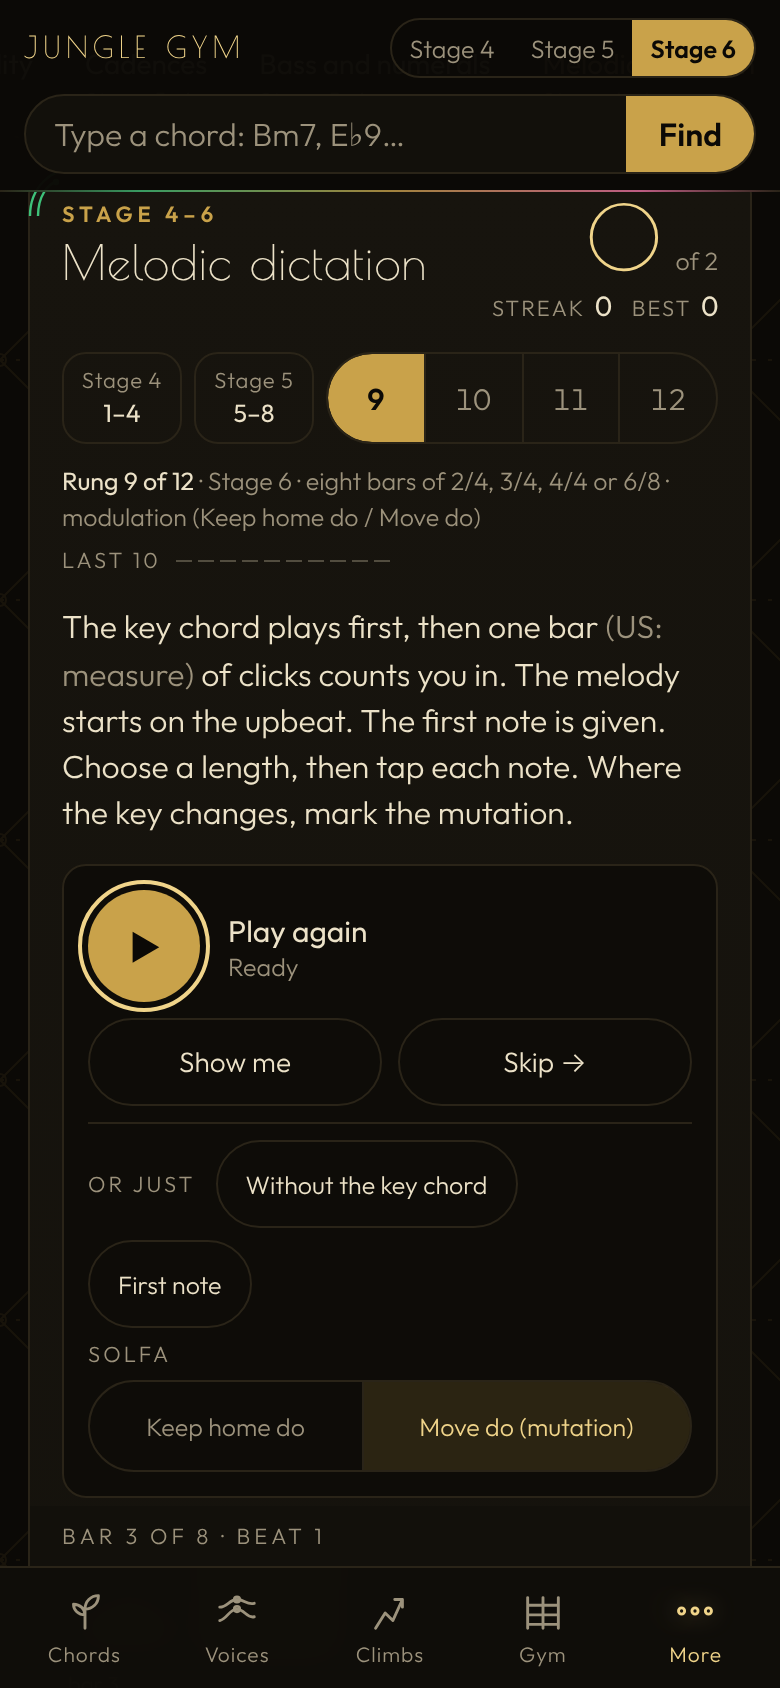 JUNGLE GYM
Stage 4 Stage 5 Stage 6
Cadences Bass and numerals
Type a chord: Bm7, E♭9... Find
STAGE 4–6
Melodic dictation
of 2
STREAK 0 BEST 0
Stage 4 1–4
Stage 5 5–8
9 10 11 12
Rung 9 of 12 · Stage 6 · eight bars of 2/4, 3/4, 4/4 or 6/8 ·
modulation (Keep home do / Move do)
LAST 10 – – – – – – – – – –
The key chord plays first, then one bar (US:
measure) of clicks counts you in. The melody
starts on the upbeat. The first note is given.
Choose a length, then tap each note. Where
the key changes, mark the mutation.
Play again
Ready
Show me Skip →
OR JUST Without the key chord
First note
SOLFA
Keep home do Move do (mutation)
BAR 3 OF 8 · BEAT 1
Chords Voices Climbs Gym More